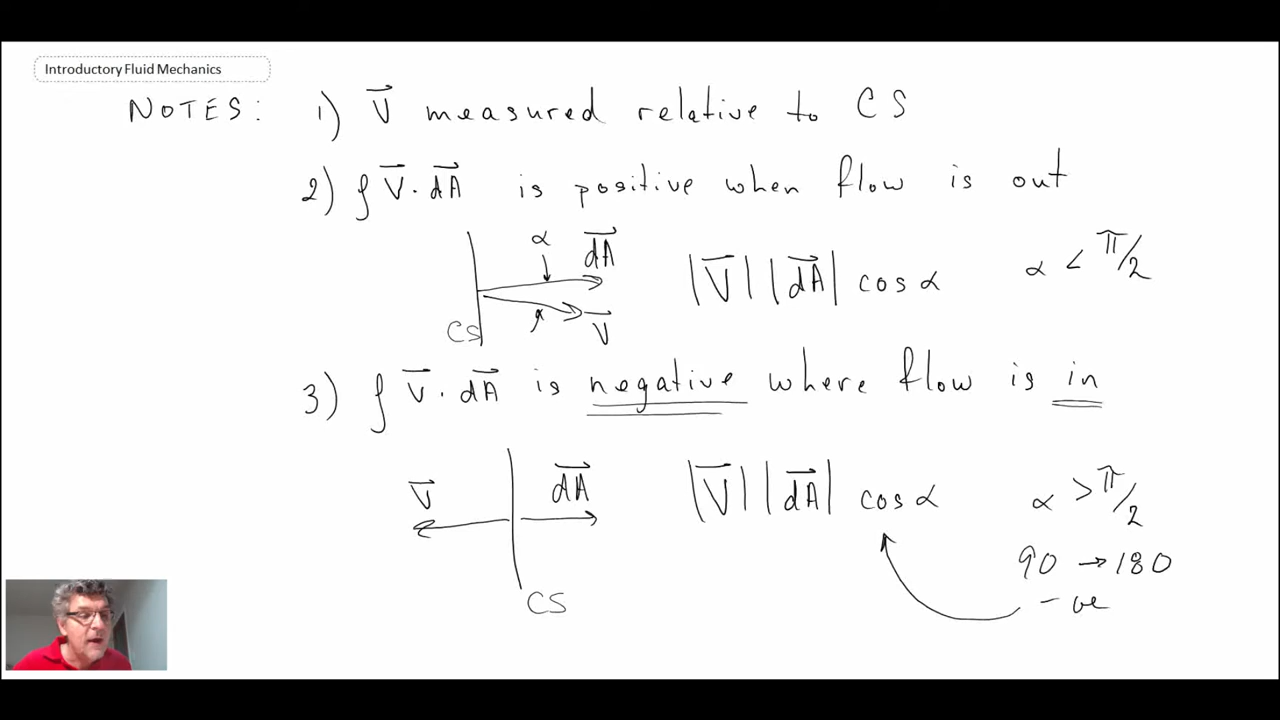 Introductory Fluid Mechanics
NOTES: 1) V⃗ measured relative to CS
2) ∫ V⃗ · dA⃗ is positive when flow is out
α
dA⃗
|V⃗| |dA⃗| cos α   α < π/2
CS
V⃗
3) ∫ V⃗ · dA⃗ is negative where flow is in
V⃗   dA⃗   |V⃗| |dA⃗| cos α   α > π/2
90 → 180
CS
- ve